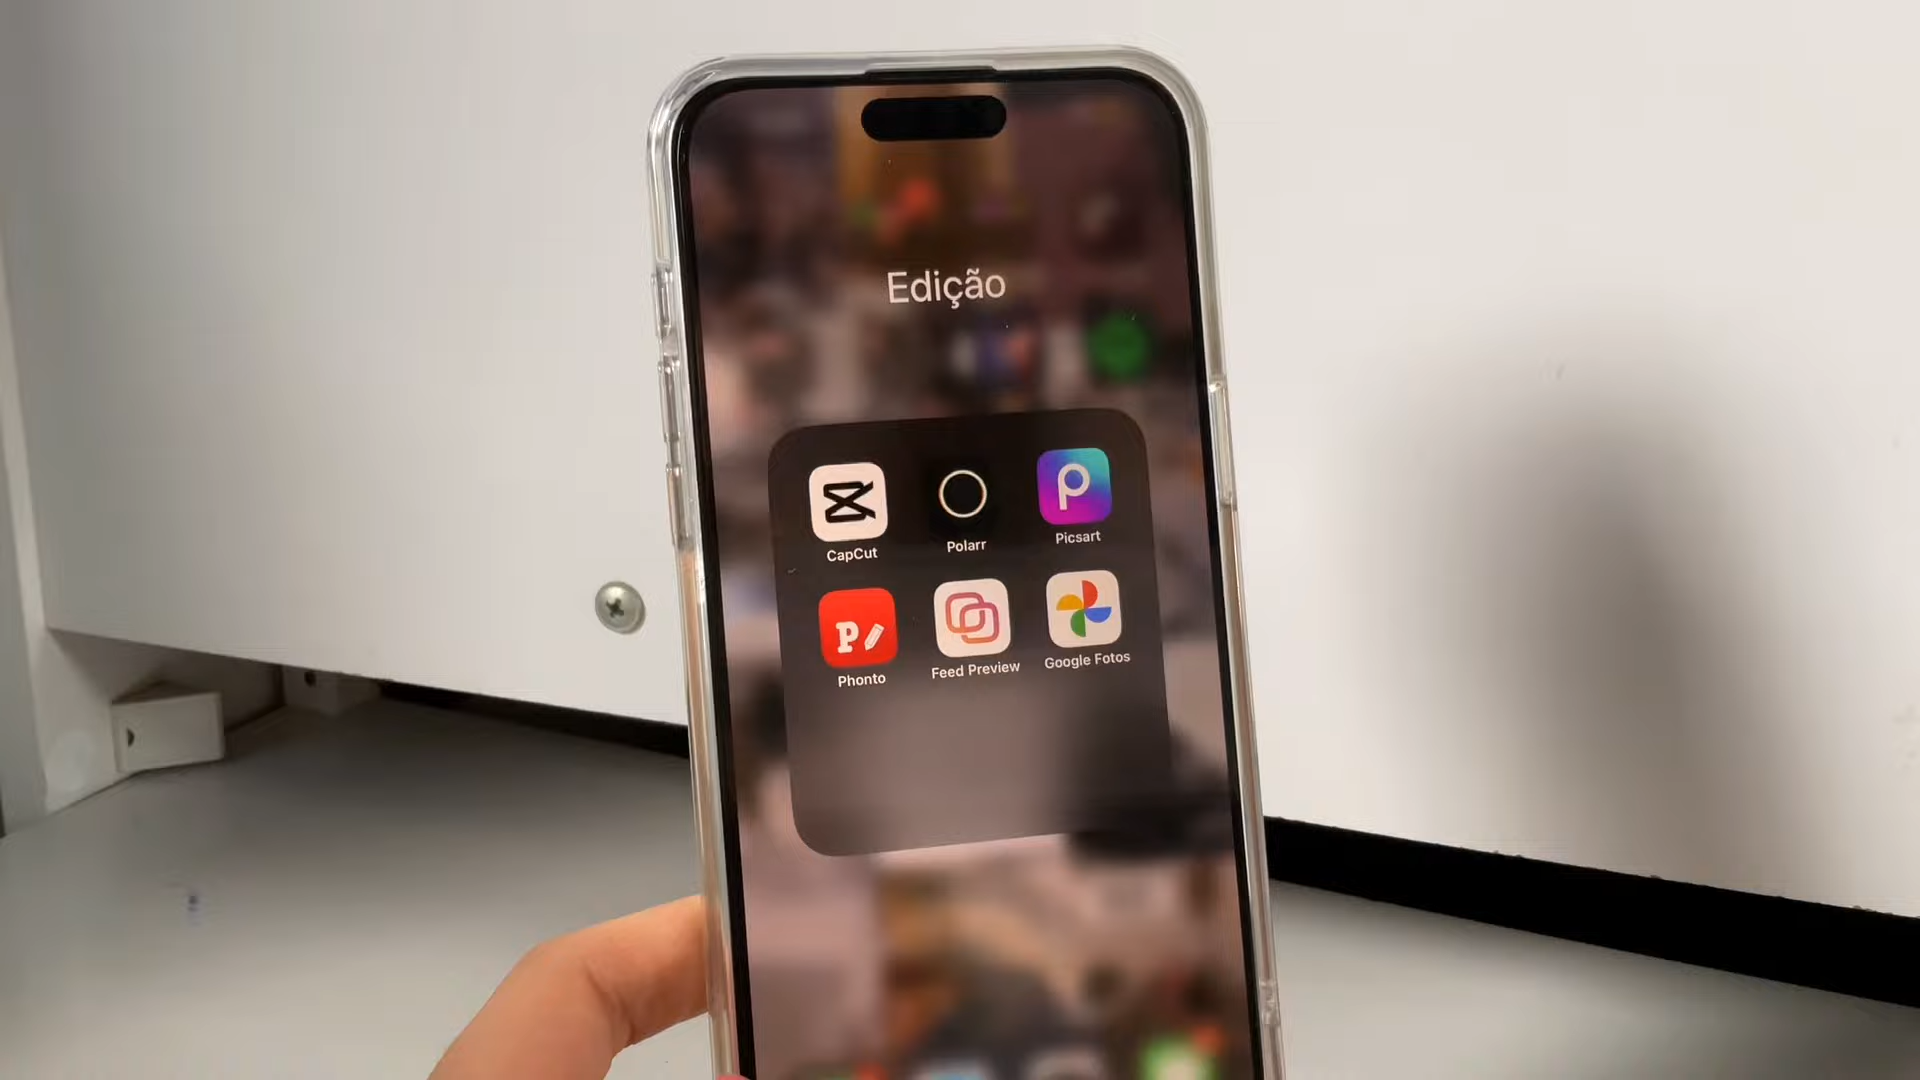 Edição
CapCut
Polarr
Picsart
Phonto
Feed Preview
Google Fotos